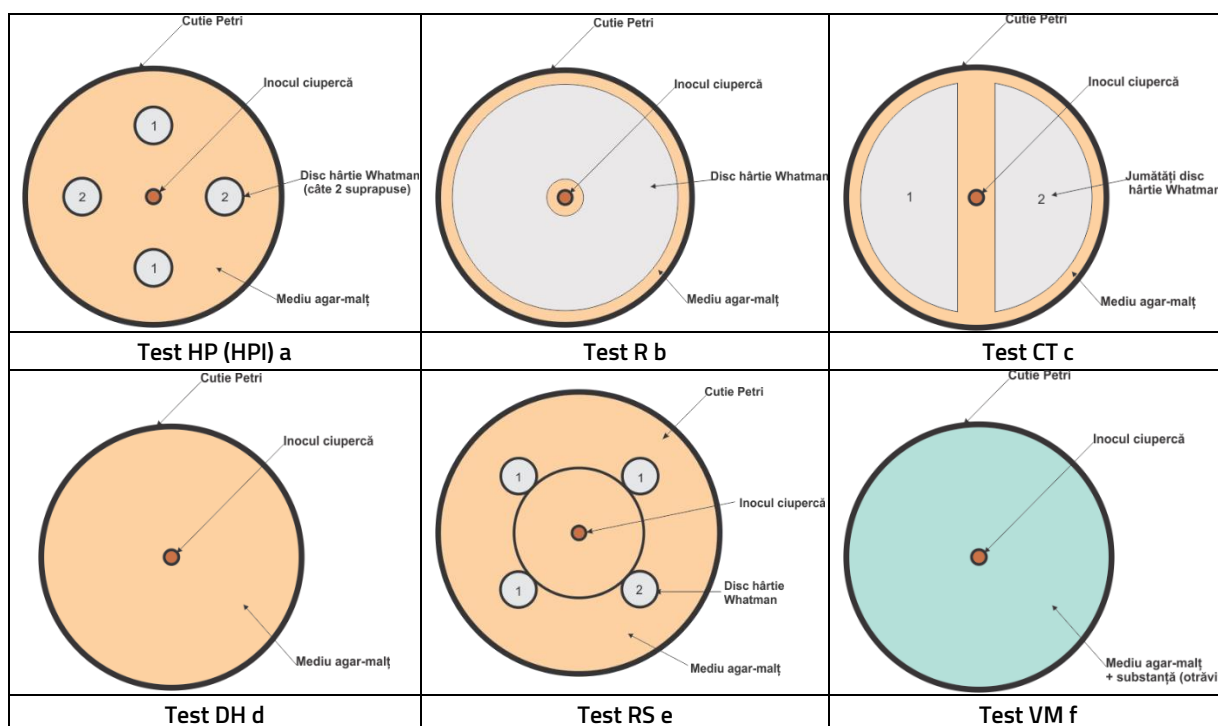 Cutie Petri
Inocul ciupercă
1
2
2
Disc hârtie Whatman
(câte 2 suprapuse)
1
Mediu agar-malț
Test HP (HPI) a
Cutie Petri
Inocul ciupercă
Disc hârtie Whatman
Mediu agar-malț
Test R b
Cutie Petri
Inocul ciupercă
1
2
Jumătăți disc
hârtie Whatman
Mediu agar-malț
Test CT c
Cutie Petri
Inocul ciupercă
Mediu agar-malț
Test DH d
Cutie Petri
1
1
Inocul ciupercă
1
2
Disc hârtie
Whatman
Mediu agar-malț
Test RS e
Cutie Petri
Inocul ciupercă
Mediu agar-malț
+ substanță (otrăvi
Test VM f